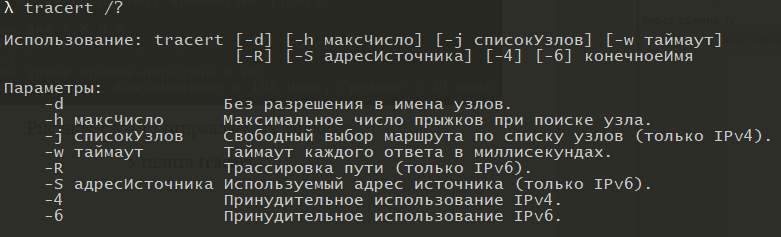 λ tracert /?
Использование: tracert [-d] [-h максЧисло] [-j списокУзлов] [-w таймаут]
[-R] [-S адресИсточника] [-4] [-6] конечноеИмя
Параметры:
-d Без разрешения в имена узлов.
-h максЧисло Максимальное число прыжков при поиске узла.
-j списокУзлов Свободный выбор маршрута по списку узлов (только IPv4).
-w таймаут Таймаут каждого ответа в миллисекундах.
-R Трассировка пути (только IPv6).
-S адресИсточника Используемый адрес источника (только IPv6).
-4 Принудительное использование IPv4.
-6 Принудительное использование IPv6.